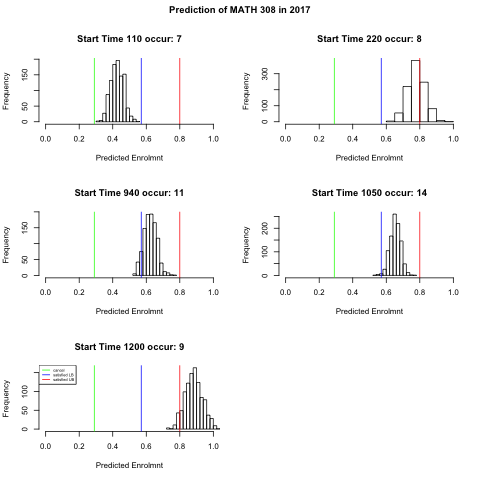 Prediction of MATH 308 in 2017
Start Time 110 occur: 7
Frequency
0 50 150
0.0 0.2 0.4 0.6 0.8 1.0
Predicted Enrolmnt
Start Time 220 occur: 8
Frequency
0 100 300
0.0 0.2 0.4 0.6 0.8 1.0
Predicted Enrolmnt
Start Time 940 occur: 11
Frequency
0 50 150
0.0 0.2 0.4 0.6 0.8 1.0
Predicted Enrolmnt
Start Time 1050 occur: 14
Frequency
0 100 200
0.0 0.2 0.4 0.6 0.8 1.0
Predicted Enrolmnt
Start Time 1200 occur: 9
cancer
satisfied LB
satisfied UB
Frequency
0 50 150
0.0 0.2 0.4 0.6 0.8 1.0
Predicted Enrolmnt